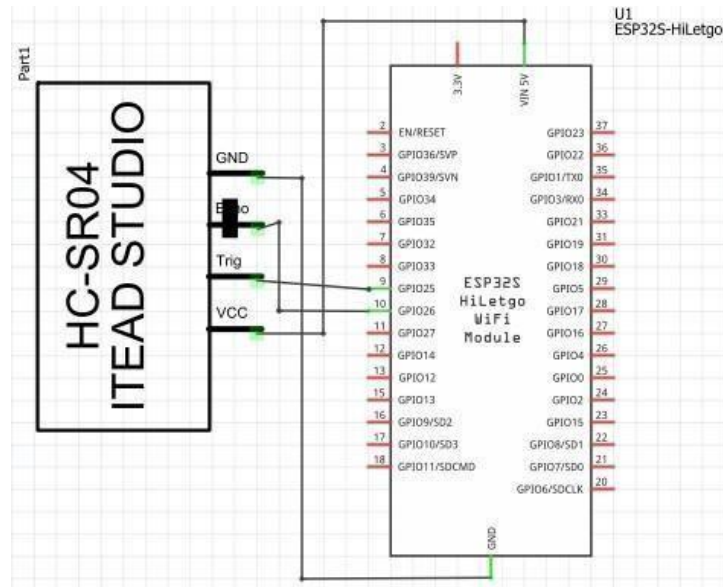 U1
ESP32S-HiLetgo
Part1
HC-SR04
ITEAD STUDIO
GND
Trig
VCC
3.3V
VIN 5V
2 EN/RESET
3 GPIO36/SVP
4 GPIO39/SVN
5 GPIO34
6 GPIO35
7 GPIO32
8 GPIO33
9 GPIO25
10 GPIO26
11 GPIO27
12 GPIO14
13 GPIO12
15 GPIO13
16 GPIO9/SD2
17 GPIO10/SD3
18 GPIO11/SDCMD
ESP32S
HiLetgo
WiFi
Module
GPIO23 37
GPIO22 36
GPIO1/TX0 35
GPIO3/RX0 34
GPIO21 33
GPIO19 31
GPIO18 30
GPIO5 29
GPIO17 28
GPIO16 27
GPIO4 26
GPIO0 25
GPIO2 24
GPIO15 23
GPIO8/SD1 22
GPIO7/SD0 21
GPIO6/SDCLK 20
GND